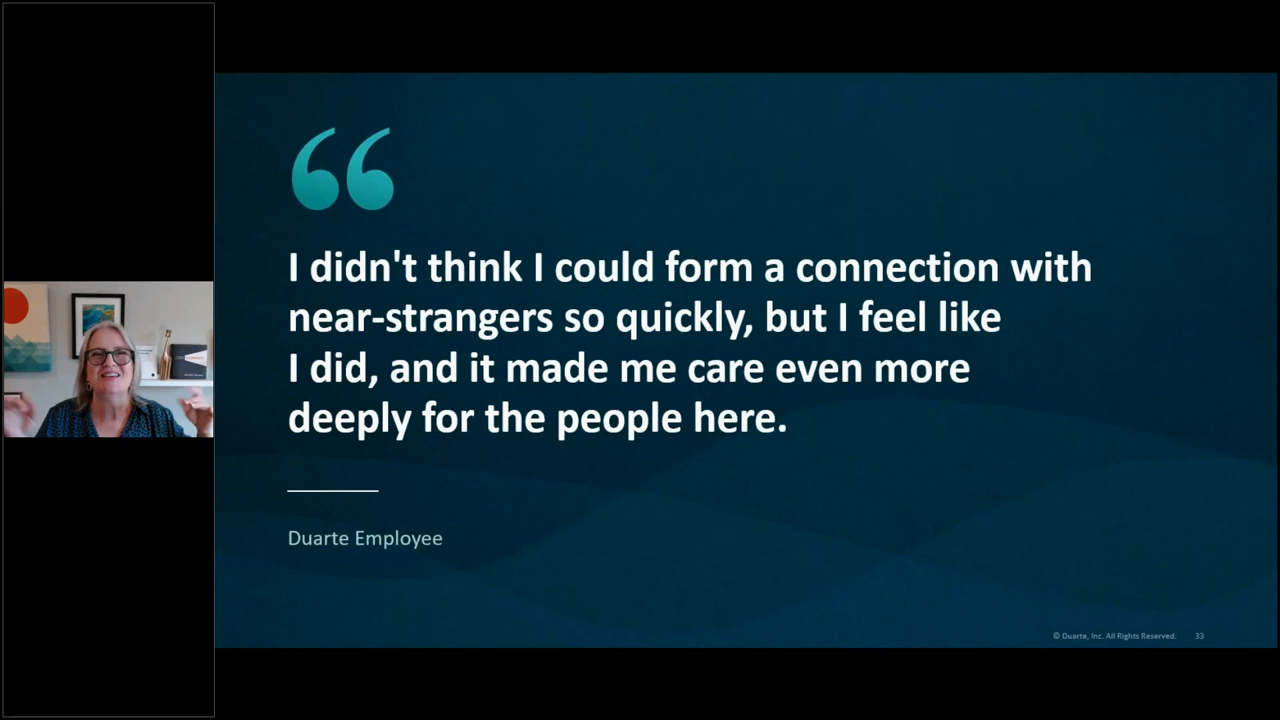 “
I didn't think I could form a connection with
near-strangers so quickly, but I feel like
I did, and it made me care even more
deeply for the people here.
Duarte Employee
© Duarte, Inc. All Rights Reserved. 33